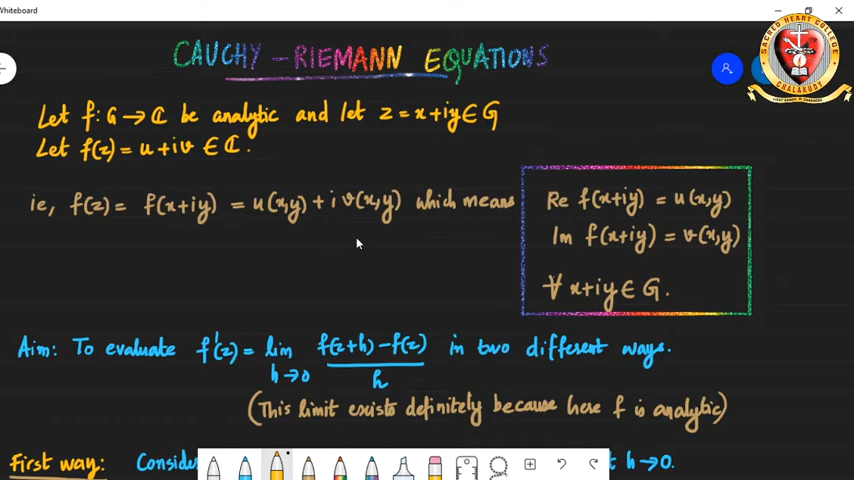 Whiteboard
CAUCHY-RIEMANN EQUATIONS
SACRED HEART COLLEGE
CHALAKUDY
Let f: G → ℂ be analytic and let z = x+iy ∈ G
Let f(z) = u+iv ∈ ℂ.
ie, f(z) = f(x+iy) = u(x,y) + i v(x,y) which means
Re f(x+iy) = u(x,y)
Im f(x+iy) = v(x,y)
∀ x+iy ∈ G.
Aim: To evaluate f'(z) = lim h→0 f(z+h)-f(z) / h in two different ways.
(This limit exists definitely because here f is analytic)
First way: Consider h→0.